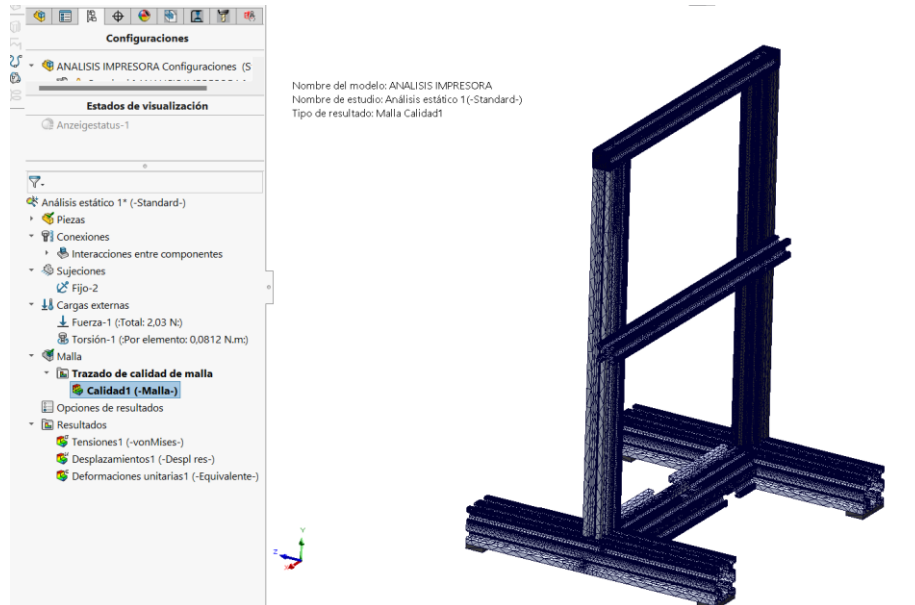 Configuraciones
ANALISIS IMPRESORA Configuraciones (S
Estados de visualización
Anzeigestatus-1
Análisis estático 1* (-Standard-)
Piezas
Conexiones
Interacciones entre componentes
Sujeciones
Fijo-2
Cargas externas
Fuerza-1 (:Total: 2,03 N:)
Torsión-1 (:Por elemento: 0,0812 N.m:)
Malla
Trazado de calidad de malla
Calidad1 (-Malla-)
Opciones de resultados
Resultados
Tensiones1 (-vonMises-)
Desplazamientos1 (-Despl res-)
Deformaciones unitarias1 (-Equivalente-)
Nombre del modelo: ANALISIS IMPRESORA
Nombre de estudio: Análisis estático 1(-Standard-)
Tipo de resultado: Malla Calidad1
Y
Z
X